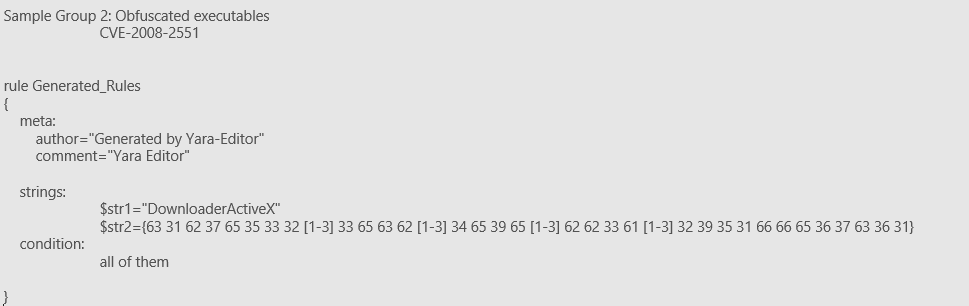 Sample Group 2: Obfuscated executables
CVE-2008-2551
rule Generated_Rules
{
meta:
author="Generated by Yara-Editor"
comment="Yara Editor"
strings:
$str1="DownloaderActiveX"
$str2={63 31 62 37 65 35 33 32 [1-3] 33 65 63 62 [1-3] 34 65 39 65 [1-3] 62 62 33 61 [1-3] 32 39 35 31 66 66 65 36 37 63 36 31}
condition:
all of them
}